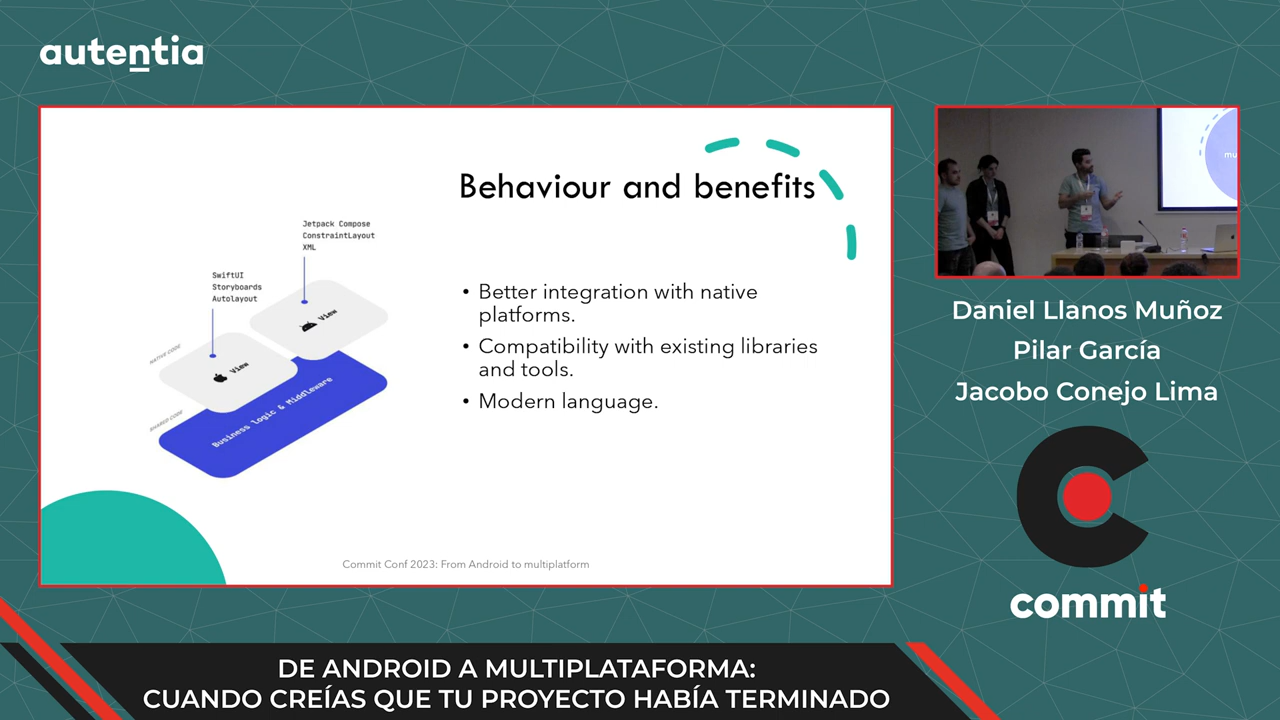 autentia
Behaviour and benefits
Jetpack Compose
ConstraintLayout
XML
SwiftUI
Storyboards
Autolayout
NATIVE CODE
View
View
SHARED CODE
Business logic & Middleware
• Better integration with native
platforms.
• Compatibility with existing libraries
and tools.
• Modern language.
Commit Conf 2023: From Android to multiplatform
mu
Daniel Llanos Muñoz
Pilar García
Jacobo Conejo Lima
commit
DE ANDROID A MULTIPLATAFORMA:
CUANDO CREÍAS QUE TU PROYECTO HABÍA TERMINADO